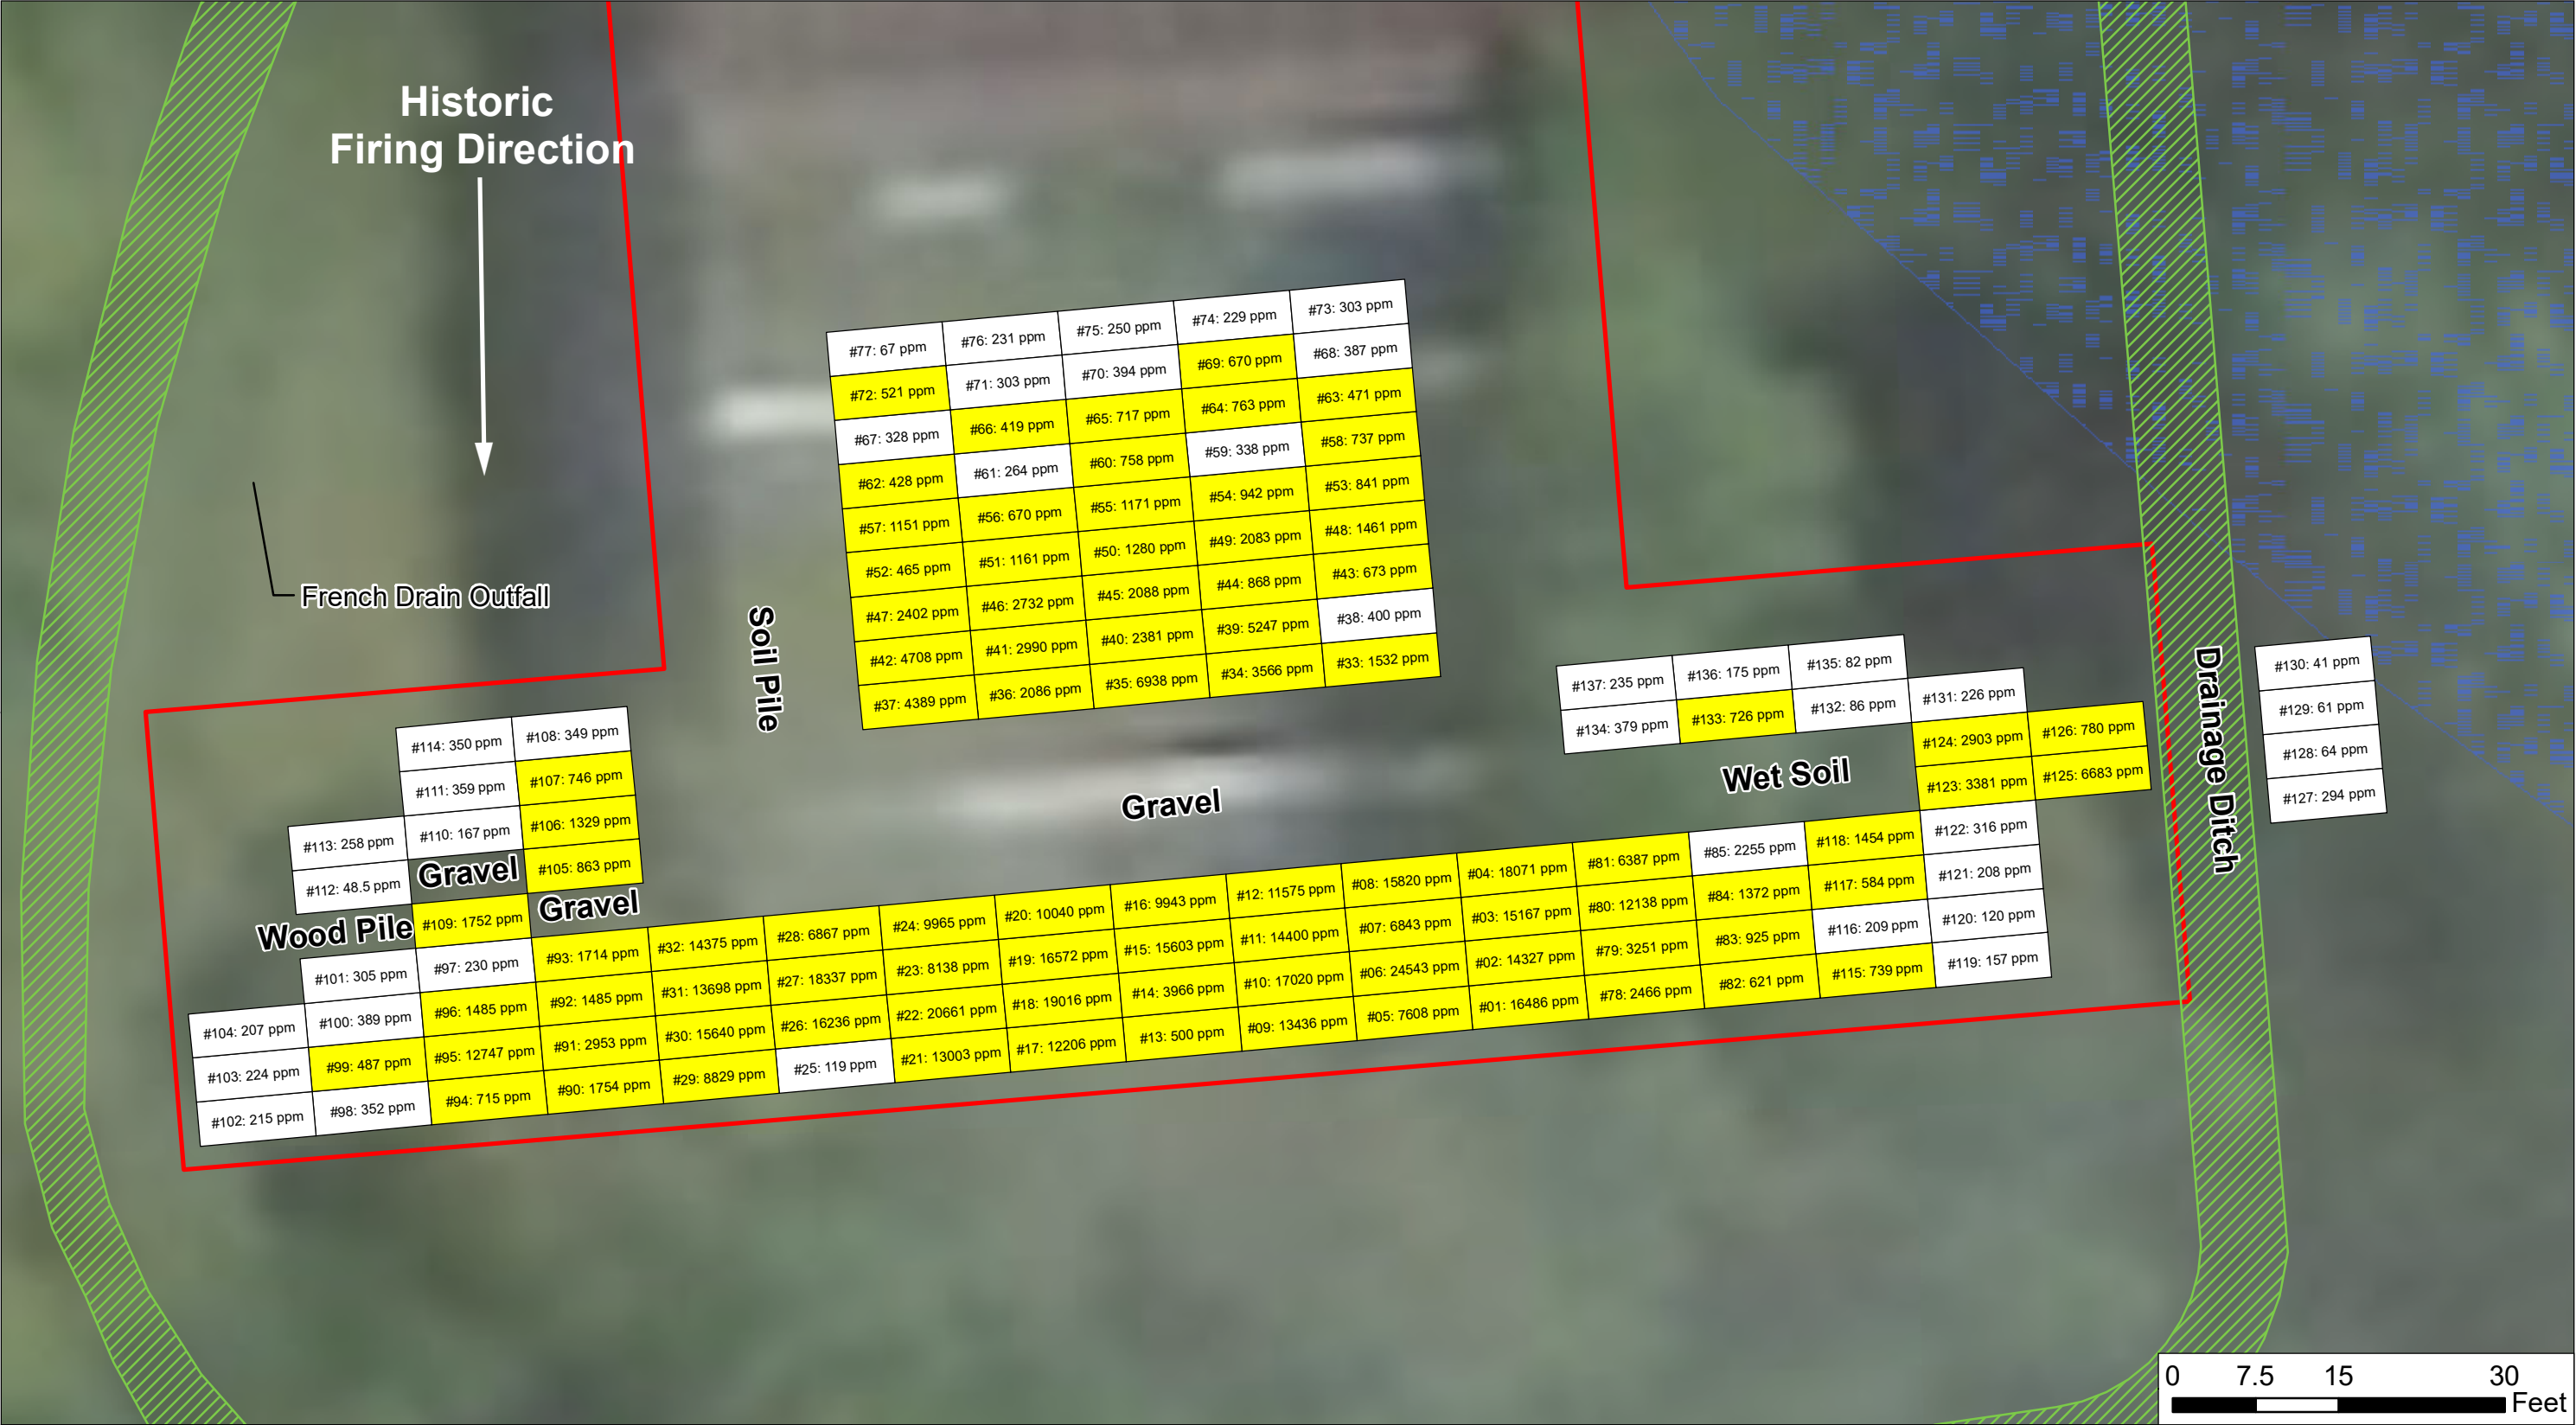 Historic
Firing Direction
French Drain Outfall
Soil Pile
#77: 67 ppm
#76: 231 ppm
#75: 250 ppm
#74: 229 ppm
#73: 303 ppm
#72: 521 ppm
#71: 303 ppm
#70: 394 ppm
#69: 670 ppm
#68: 387 ppm
#67: 328 ppm
#66: 419 ppm
#65: 717 ppm
#64: 763 ppm
#63: 471 ppm
#62: 428 ppm
#61: 264 ppm
#60: 758 ppm
#59: 338 ppm
#58: 737 ppm
#57: 1151 ppm
#56: 670 ppm
#55: 1171 ppm
#54: 942 ppm
#53: 841 ppm
#52: 465 ppm
#51: 1161 ppm
#50: 1280 ppm
#49: 2083 ppm
#48: 1461 ppm
#47: 2402 ppm
#46: 2732 ppm
#45: 2088 ppm
#44: 868 ppm
#43: 673 ppm
#42: 4708 ppm
#41: 2990 ppm
#40: 2381 ppm
#39: 5247 ppm
#38: 400 ppm
#37: 4389 ppm
#36: 2086 ppm
#35: 6938 ppm
#34: 3566 ppm
#33: 1532 ppm
Gravel
#137: 235 ppm
#136: 175 ppm
#135: 82 ppm
#134: 379 ppm
#133: 726 ppm
#132: 86 ppm
#131: 226 ppm
Wet Soil
#124: 2903 ppm
#126: 780 ppm
#123: 3381 ppm
#125: 6683 ppm
Drainage Ditch
#130: 41 ppm
#129: 61 ppm
#128: 64 ppm
#127: 294 ppm
#114: 350 ppm
#108: 349 ppm
#111: 359 ppm
#107: 746 ppm
#113: 258 ppm
#110: 167 ppm
#106: 1329 ppm
#112: 48.5 ppm
Gravel
#105: 863 ppm
Wood Pile
#109: 1752 ppm
Gravel
#101: 305 ppm
#97: 230 ppm
#93: 1714 ppm
#32: 14375 ppm
#28: 6867 ppm
#24: 9965 ppm
#20: 10040 ppm
#16: 9943 ppm
#12: 11575 ppm
#08: 15820 ppm
#04: 18071 ppm
#81: 6387 ppm
#85: 2255 ppm
#118: 1454 ppm
#122: 316 ppm
#104: 207 ppm
#100: 389 ppm
#96: 1485 ppm
#92: 1485 ppm
#31: 13698 ppm
#27: 18337 ppm
#23: 8138 ppm
#19: 16572 ppm
#15: 15603 ppm
#11: 14400 ppm
#07: 6843 ppm
#03: 15167 ppm
#80: 12138 ppm
#84: 1372 ppm
#117: 584 ppm
#121: 208 ppm
#103: 224 ppm
#99: 487 ppm
#95: 12747 ppm
#91: 2953 ppm
#30: 15640 ppm
#26: 16236 ppm
#22: 20661 ppm
#18: 19016 ppm
#14: 3966 ppm
#10: 17020 ppm
#06: 24543 ppm
#02: 14327 ppm
#79: 3251 ppm
#83: 925 ppm
#116: 209 ppm
#120: 120 ppm
#102: 215 ppm
#98: 352 ppm
#94: 715 ppm
#90: 1754 ppm
#29: 8829 ppm
#25: 119 ppm
#21: 13003 ppm
#17: 12206 ppm
#13: 500 ppm
#09: 13436 ppm
#05: 7608 ppm
#01: 16486 ppm
#78: 2466 ppm
#82: 621 ppm
#115: 739 ppm
#119: 157 ppm
0 7.5 15 30
Feet